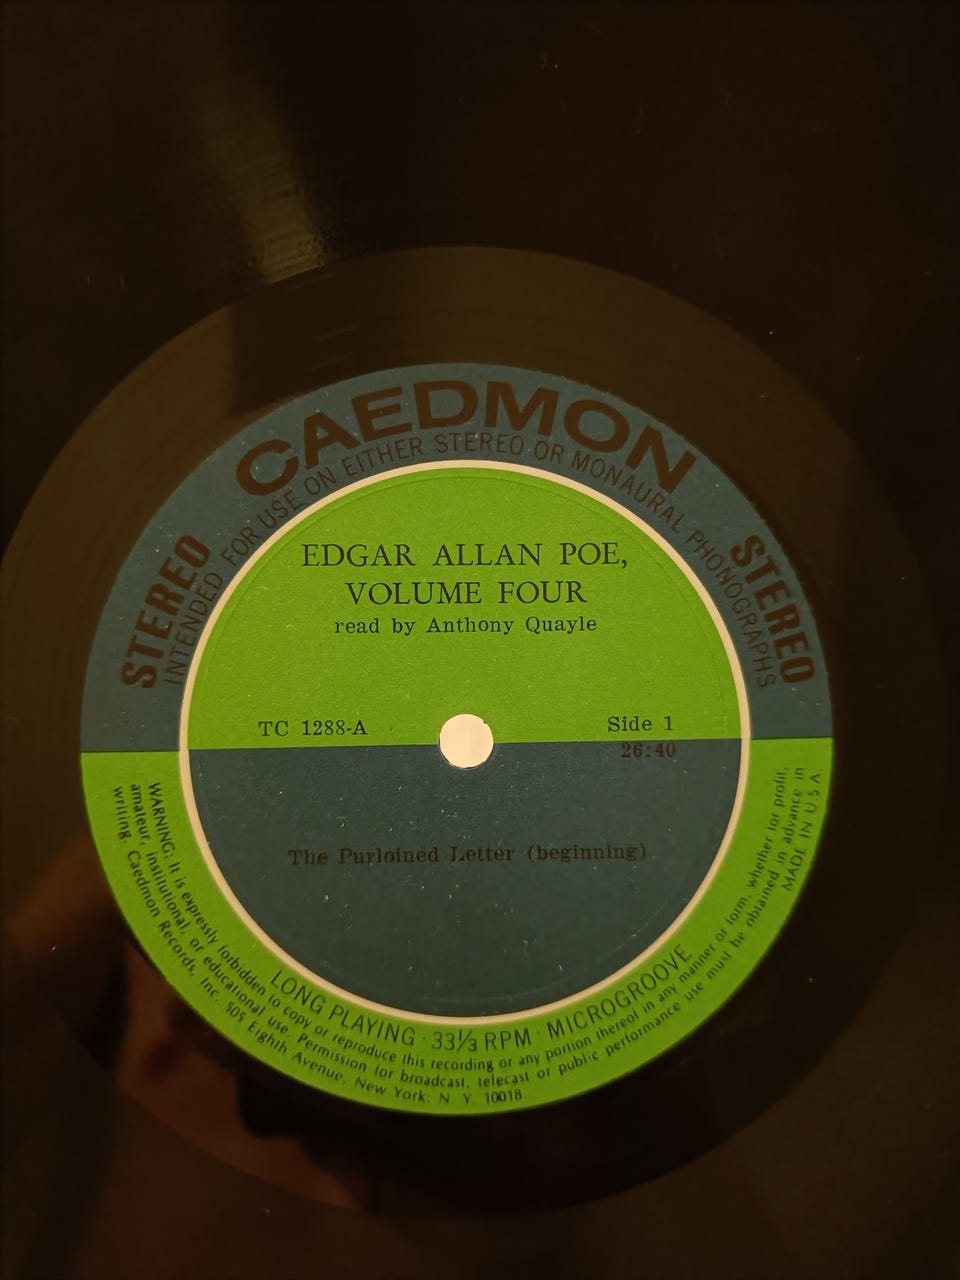 CAEDMON
STEREO
STEREO
INTENDED FOR USE ON EITHER STEREO OR MONAURAL PHONOGRAPHS
EDGAR ALLAN POE,
VOLUME FOUR
read by Anthony Quayle
TC 1288-A
Side 1
26:40
The Purloined Letter (beginning)
LONG PLAYING · 33⅓ RPM · MICROGROOVE
WARNING: It is expressly forbidden to copy or reproduce this recording or any portion thereof in any manner or form, whether for profit,
amateur, institutional, or educational use. Permission for broadcast, telecast or public performance use must be obtained in advance in
writing. Caedmon Records, Inc. 505 Eighth Avenue, New York, N. Y. 10018.
MADE IN U.S.A.